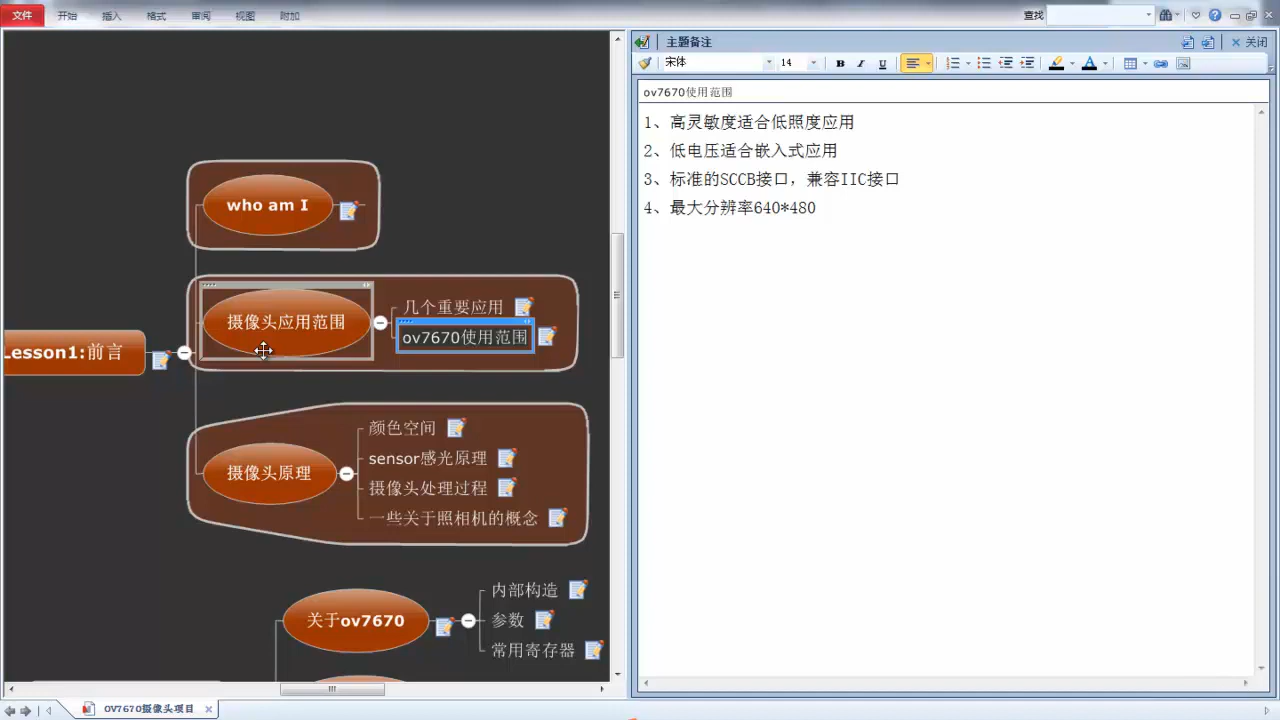 文件 开始 插入 格式 审阅 视图 附加 查找
主题备注 关闭
宋体 14 B I U
ov7670使用范围
1、高灵敏度适合低照度应用
2、低电压适合嵌入式应用
3、标准的SCCB接口，兼容IIC接口
4、最大分辨率640*480
who am I
摄像头应用范围
几个重要应用
ov7670使用范围
Lesson1:前言
摄像头原理
颜色空间
sensor感光原理
摄像头处理过程
一些关于照相机的概念
关于ov7670
内部构造
参数
常用寄存器
OV7670摄像头项目